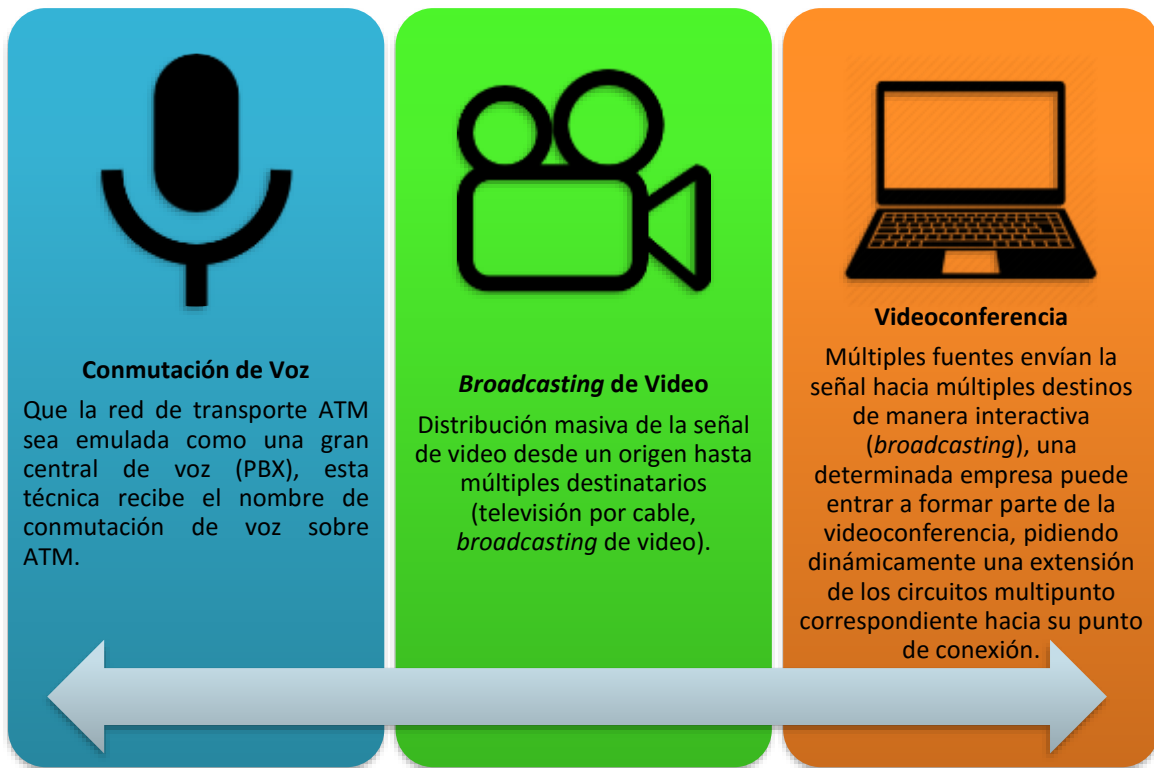 Conmutación de Voz
Que la red de transporte ATM
sea emulada como una gran
central de voz (PBX), esta
técnica recibe el nombre de
conmutación de voz sobre
ATM.
Broadcasting de Video
Distribución masiva de la señal
de video desde un origen hasta
múltiples destinatarios
(televisión por cable,
broadcasting de video).
Videoconferencia
Múltiples fuentes envían la
señal hacia múltiples destinos
de manera interactiva
(broadcasting), una
determinada empresa puede
entrar a formar parte de la
videoconferencia, pidiendo
dinámicamente una extensión
de los circuitos multipunto
correspondiente hacia su punto
de conexión.